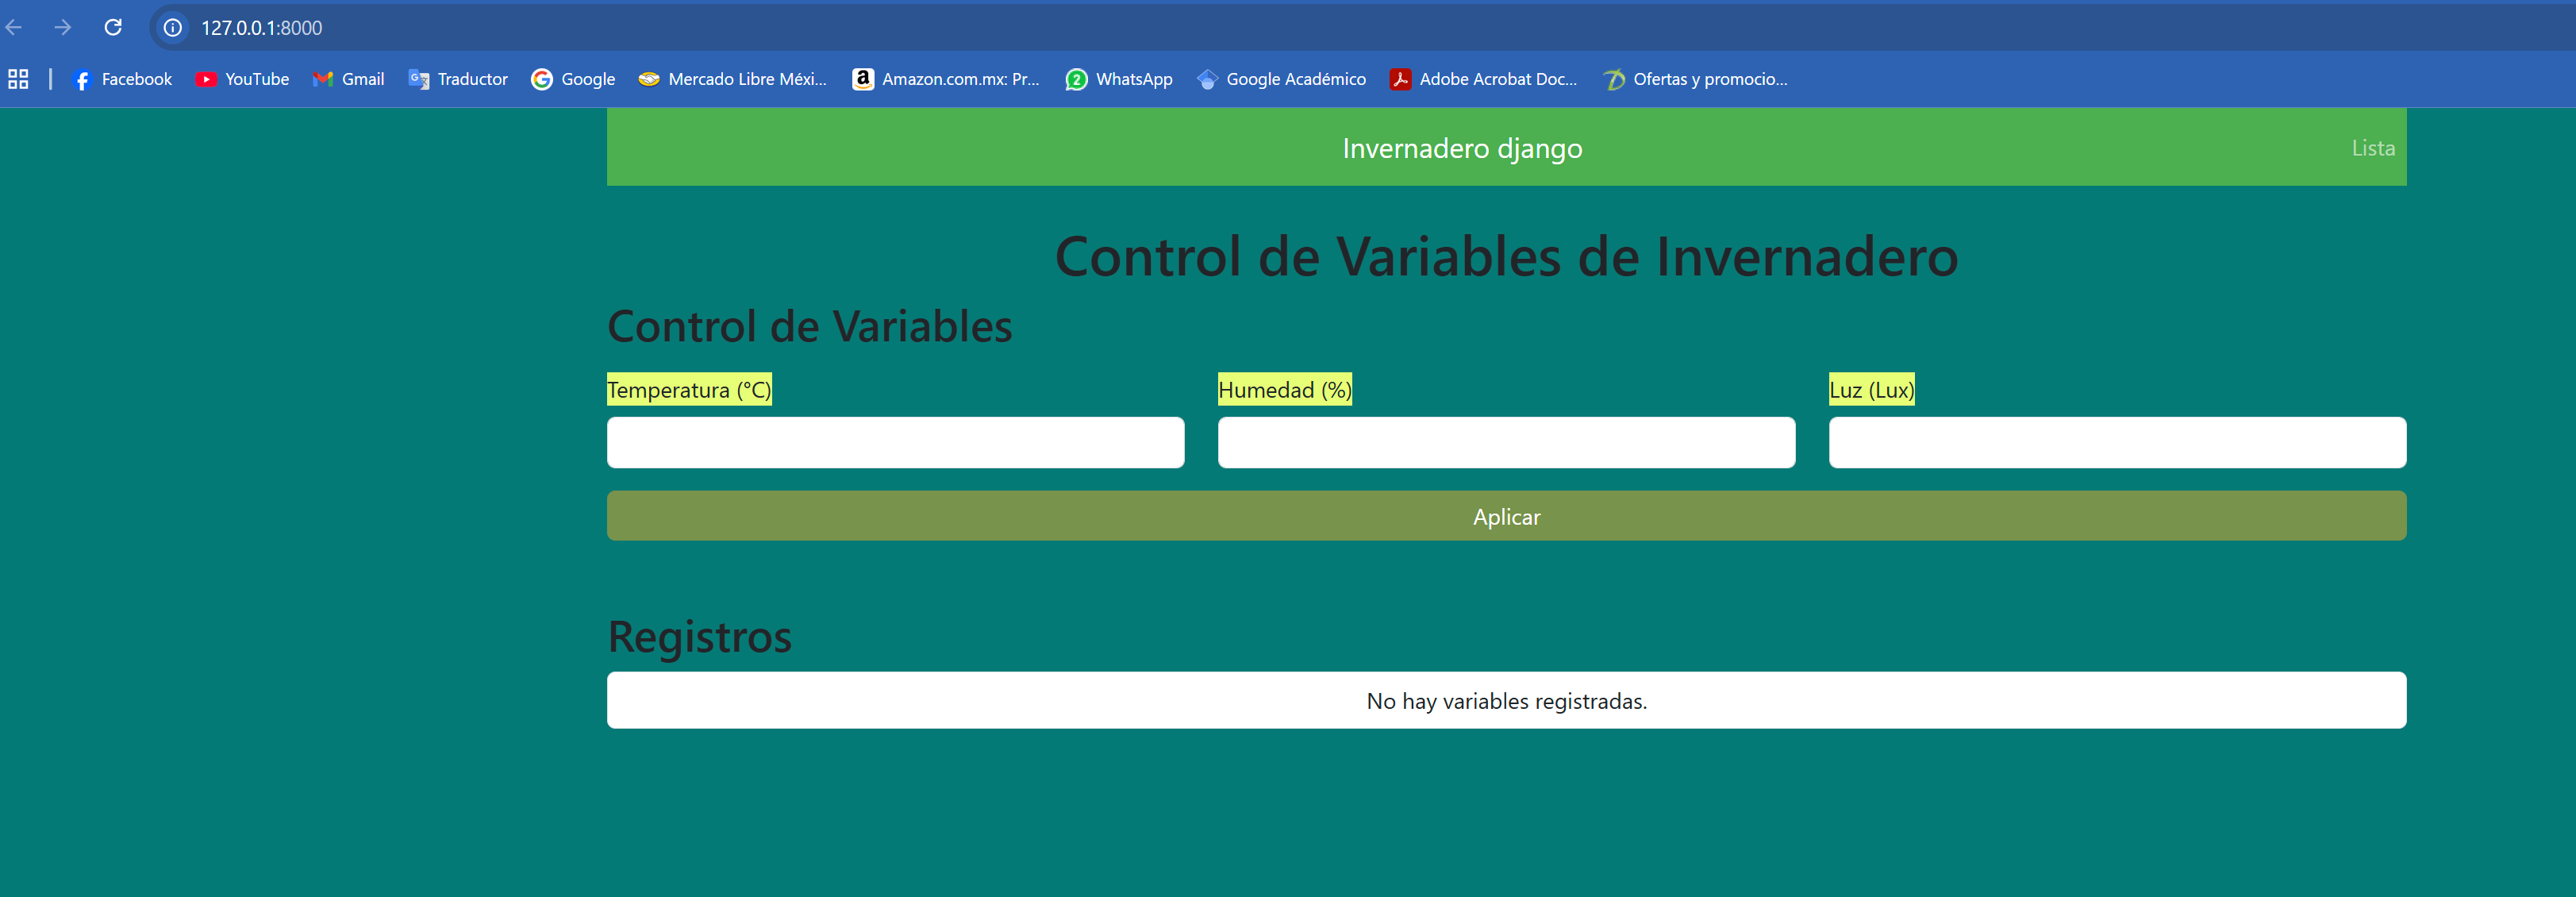 127.0.0.1:8000
Facebook YouTube Gmail Traductor Google Mercado Libre Méxi... Amazon.com.mx: Pr... 2 WhatsApp Google Académico Adobe Acrobat Doc... Ofertas y promocio...
Invernadero django Lista
Control de Variables de Invernadero
Control de Variables
Temperatura (°C) Humedad (%) Luz (Lux)
Aplicar
Registros
No hay variables registradas.